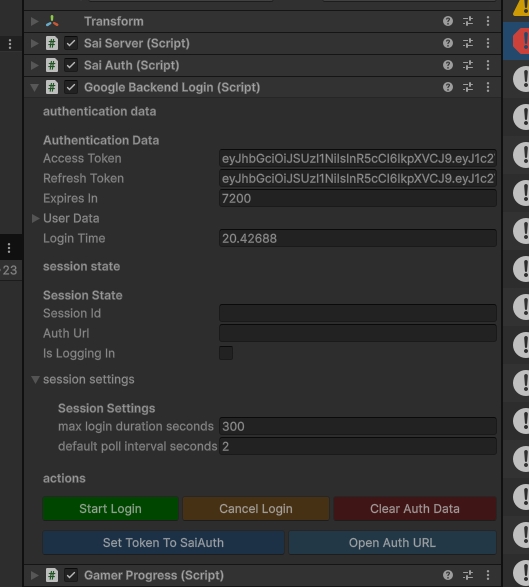 Transform
# Sai Server (Script)
# Sai Auth (Script)
# Google Backend Login (Script)
authentication data
Authentication Data
Access Token eyJhbGciOiJSUzI1NiIsInR5cCI6IkpXVCJ9.eyJ1c2
Refresh Token eyJhbGciOiJSUzI1NiIsInR5cCI6IkpXVCJ9.eyJ1c2
Expires In 7200
User Data
Login Time 20.42688
23
session state
Session State
Session Id
Auth Url
Is Logging In
session settings
Session Settings
max login duration seconds 300
default poll interval seconds 2
actions
Start Login Cancel Login Clear Auth Data
Set Token To SaiAuth Open Auth URL
# Gamer Progress (Script)